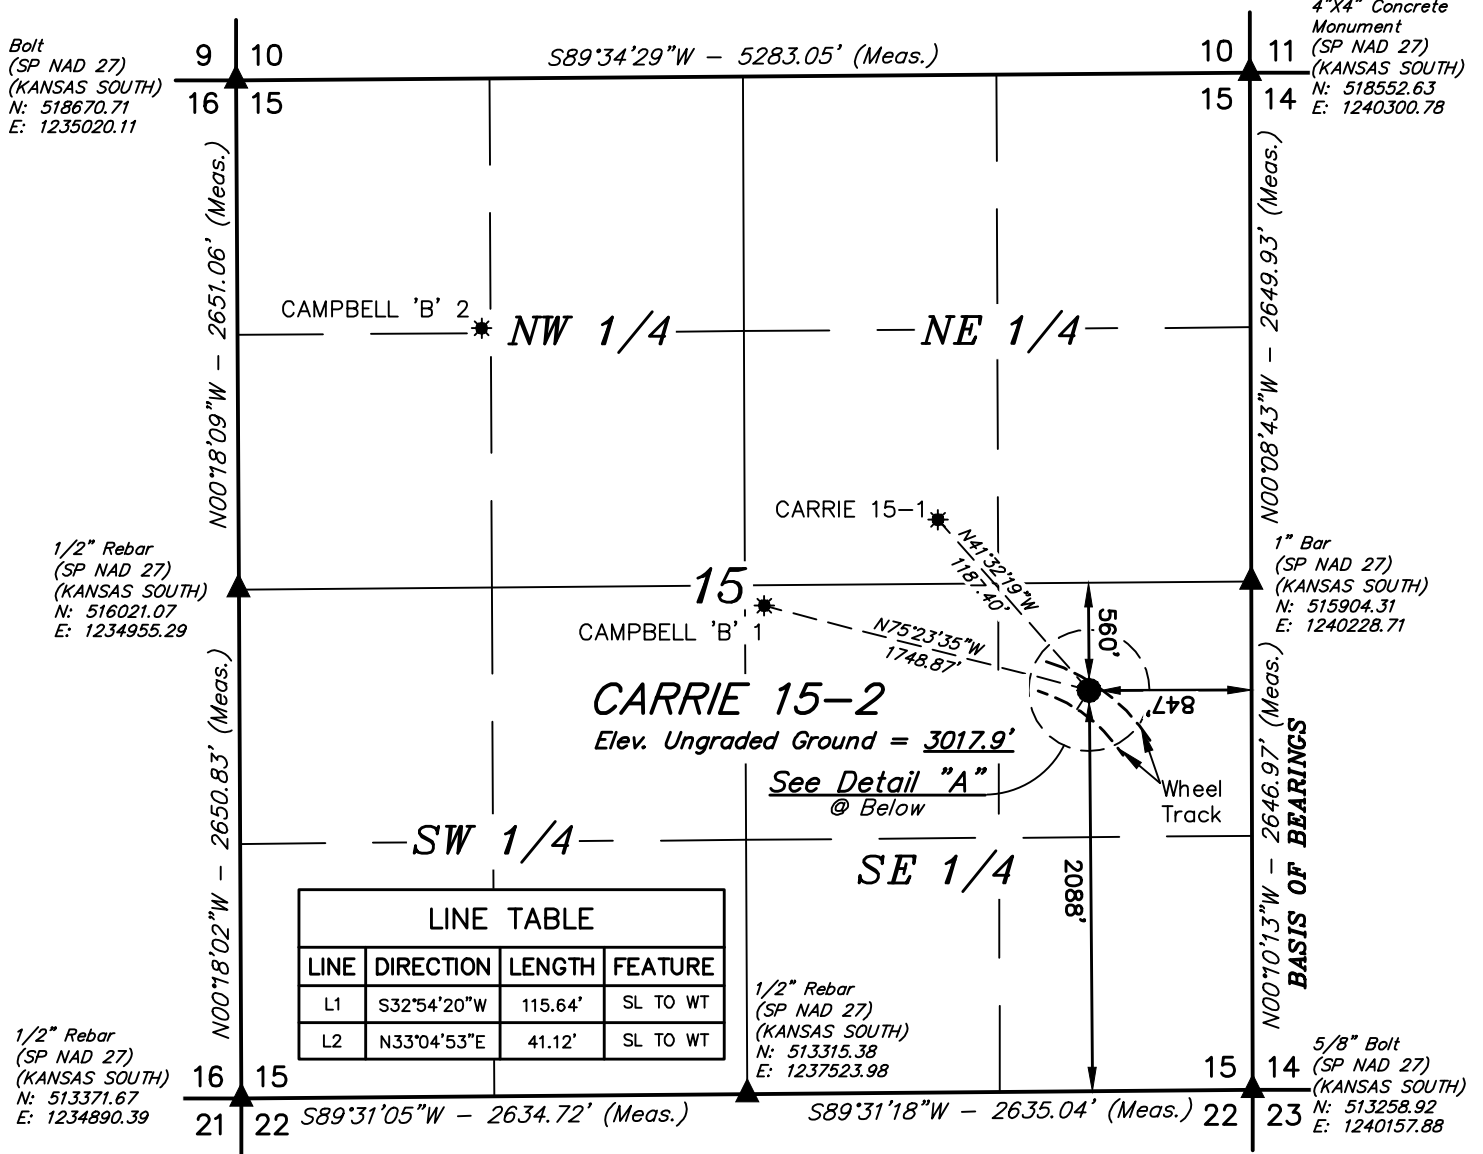 Bolt
(SP NAD 27)
(KANSAS SOUTH)
N: 518670.71
E: 1235020.11
9 10
16 15
S89°34'29"W – 5283.05' (Meas.)
10 11
15 14
4"X4" Concrete
Monument
(SP NAD 27)
(KANSAS SOUTH)
N: 518552.63
E: 1240300.78
N00°18'09"W – 2651.06' (Meas.)
N00°08'43"W – 2649.93' (Meas.)
CAMPBELL 'B' 2
NW 1/4
NE 1/4
CARRIE 15-1
N41°32'19"W
1187.40'
1/2" Rebar
(SP NAD 27)
(KANSAS SOUTH)
N: 516021.07
E: 1234955.29
15
1" Bar
(SP NAD 27)
(KANSAS SOUTH)
N: 515904.31
E: 1240228.71
CAMPBELL 'B' 1
N75°23'35"W
1748.87'
560'
847'
CARRIE 15-2
Elev. Ungraded Ground = 3017.9'
See Detail "A"
@ Below
Wheel
Track
N00°18'02"W – 2650.83' (Meas.)
N00°10'13"W – 2646.97' (Meas.)
BASIS OF BEARINGS
SW 1/4
SE 1/4
2088'
LINE TABLE
LINE DIRECTION LENGTH FEATURE
L1 S32°54'20"W 115.64' SL TO WT
L2 N33°04'53"E 41.12' SL TO WT
1/2" Rebar
(SP NAD 27)
(KANSAS SOUTH)
N: 513315.38
E: 1237523.98
1/2" Rebar
(SP NAD 27)
(KANSAS SOUTH)
N: 513371.67
E: 1234890.39
16 15
21 22
S89°31'05"W – 2634.72' (Meas.)
S89°31'18"W – 2635.04' (Meas.)
15 14
22 23
5/8" Bolt
(SP NAD 27)
(KANSAS SOUTH)
N: 513258.92
E: 1240157.88